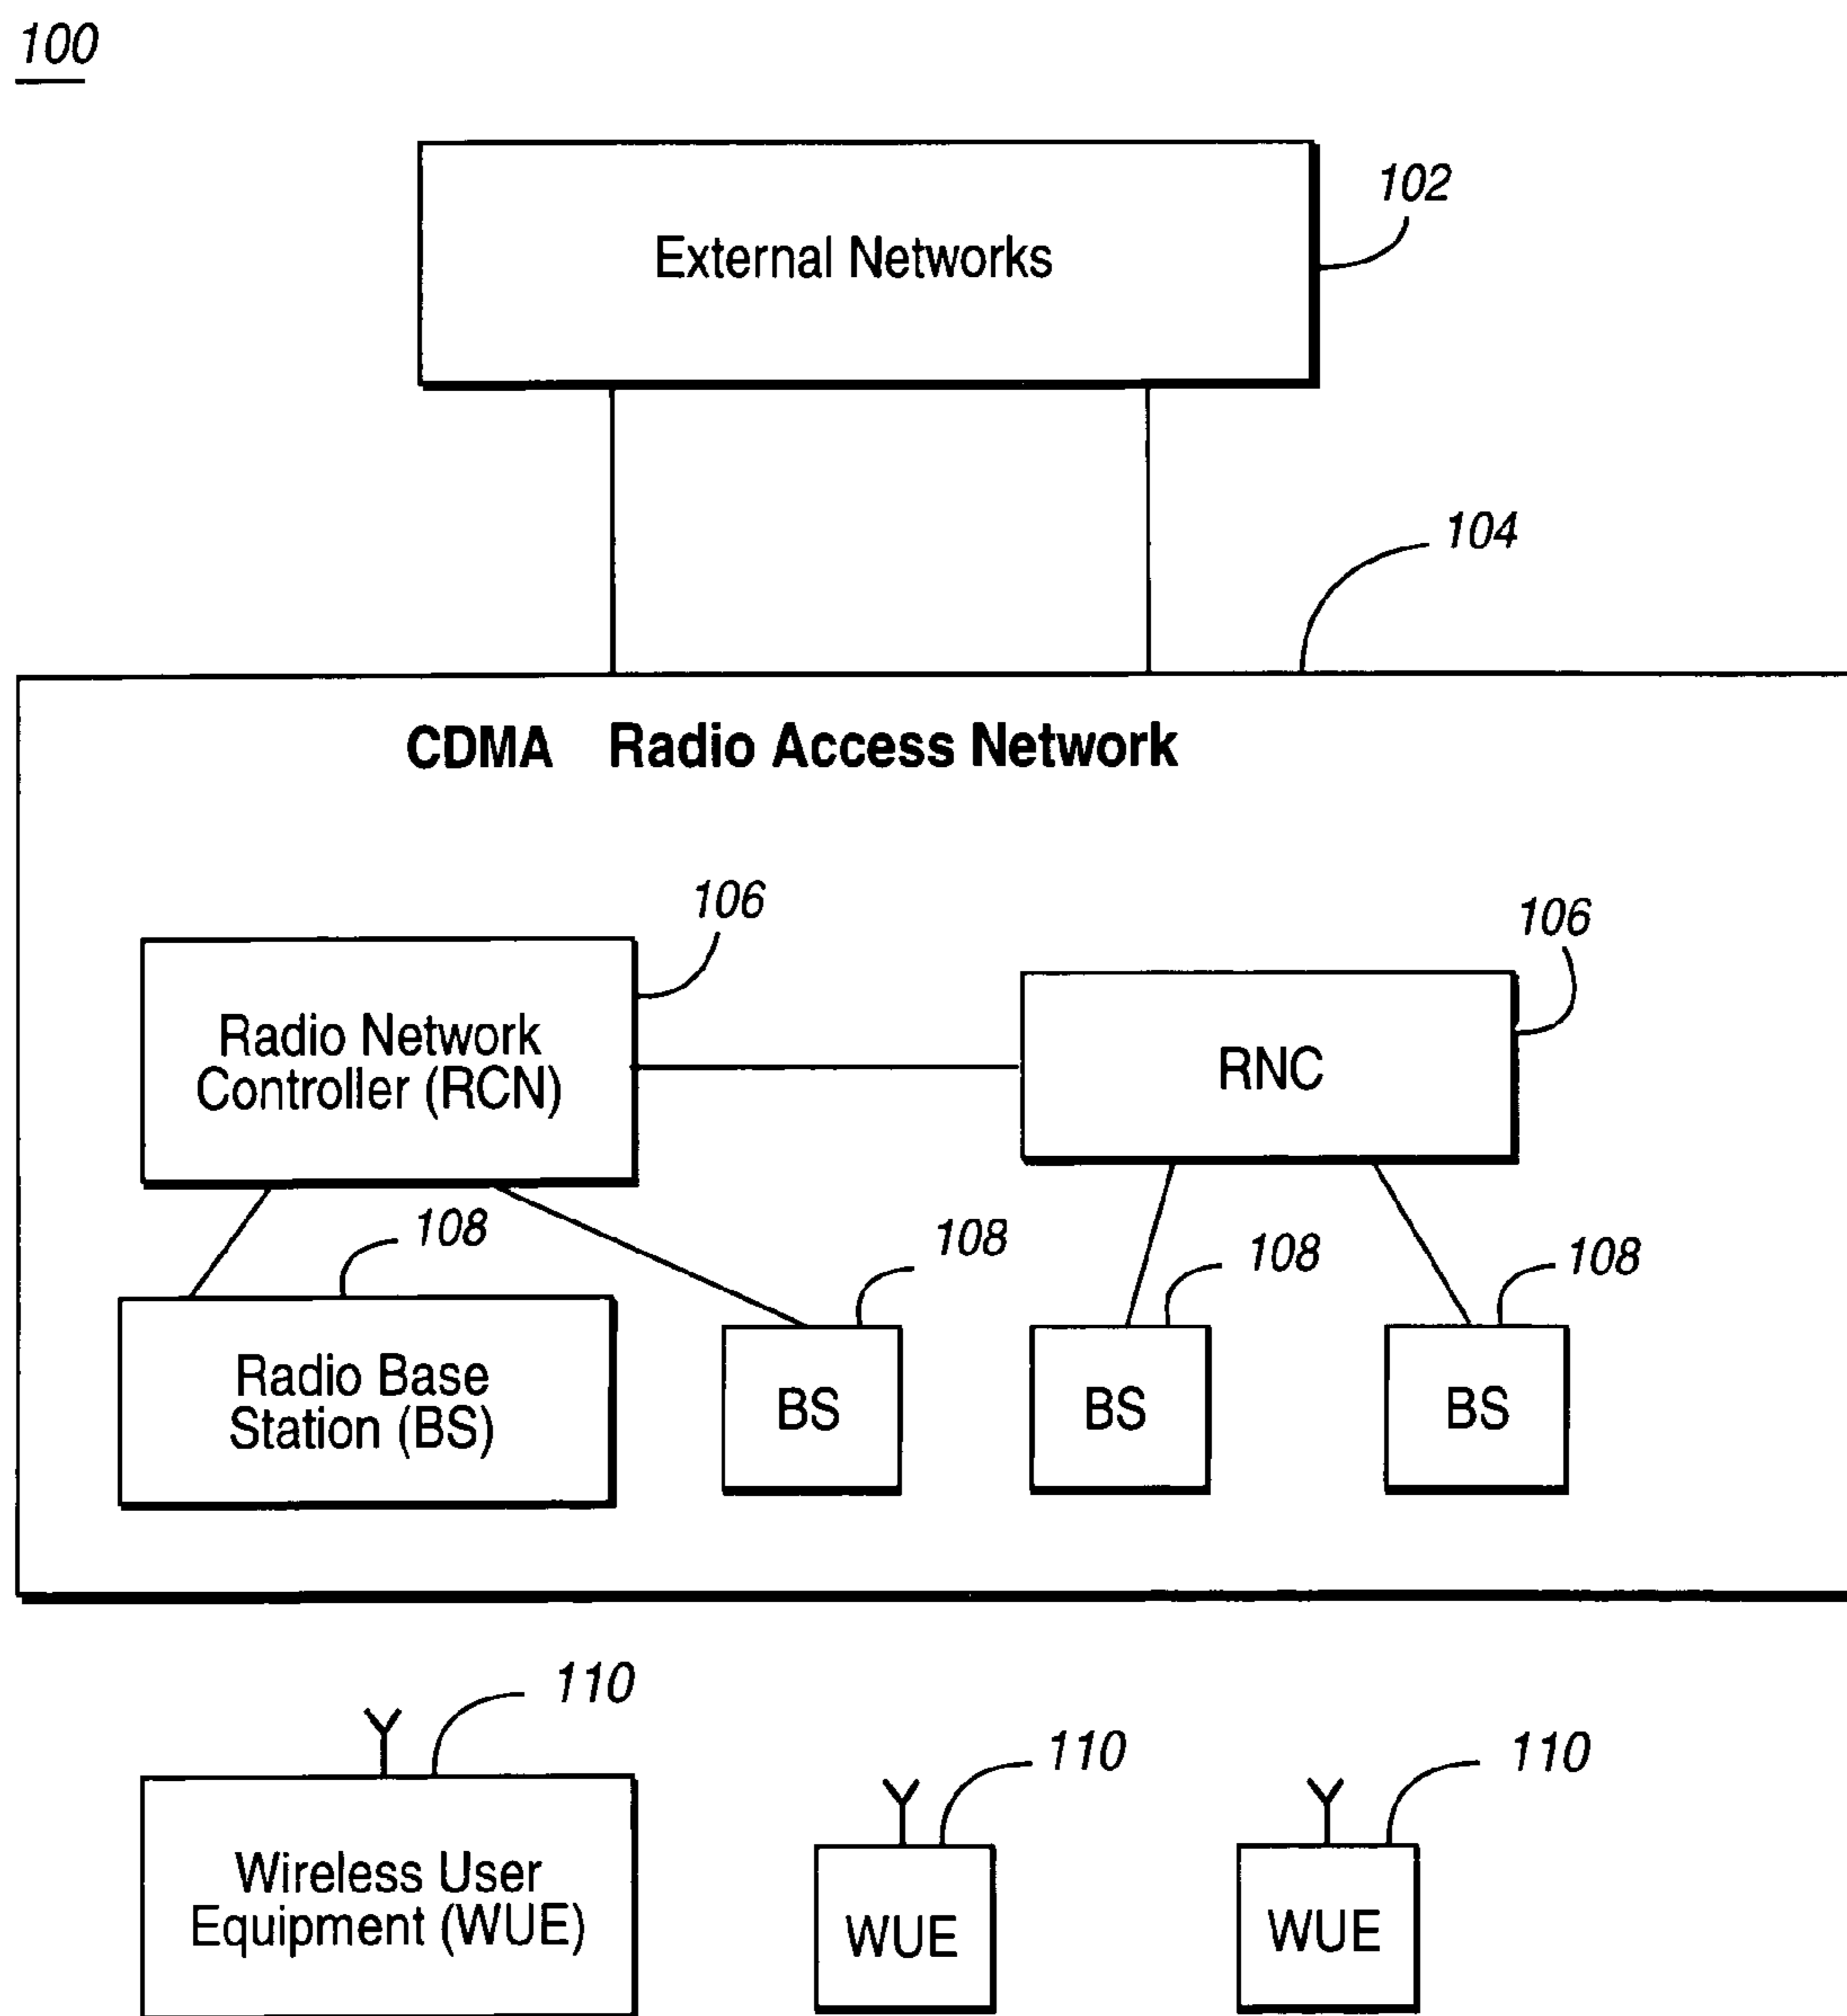 100
External Networks
102
104
CDMA Radio Access Network
106
106
Radio Network
Controller (RCN)
RNC
108
108
108
108
Radio Base
Station (BS)
BS
BS
BS
110
110
110
Wireless User
Equipment (WUE)
WUE
WUE